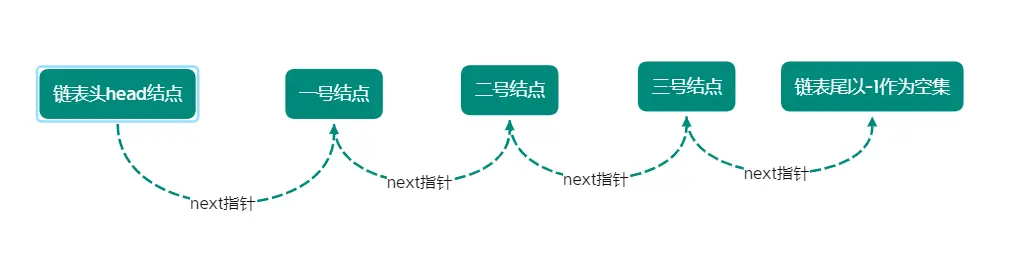 链表头head结点
一号结点
二号结点
三号结点
链表尾以-1作为空集
next指针
next指针
next指针
next指针